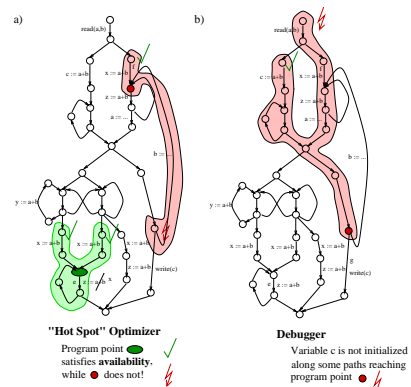 a)
read(a,b)
c := a+b
x := a+b
z := a+b
a := ...
b := ...
y := a+b
x := a+b
x := a+b
x := a+b
z := a+b
e
z := a+b
x
write(c)
"Hot Spot" Optimizer
Program point
satisfies availability,
while does not!
b)
read(a,b)
c := a+b
x := a+b
z := a+b
a := ...
b := ...
y := a+b
x := a+b
x := a+b
x := a+b
g
z := a+b
e
z := a+b
write(c)
Debugger
Variable c is not initialized
along some paths reaching
program point